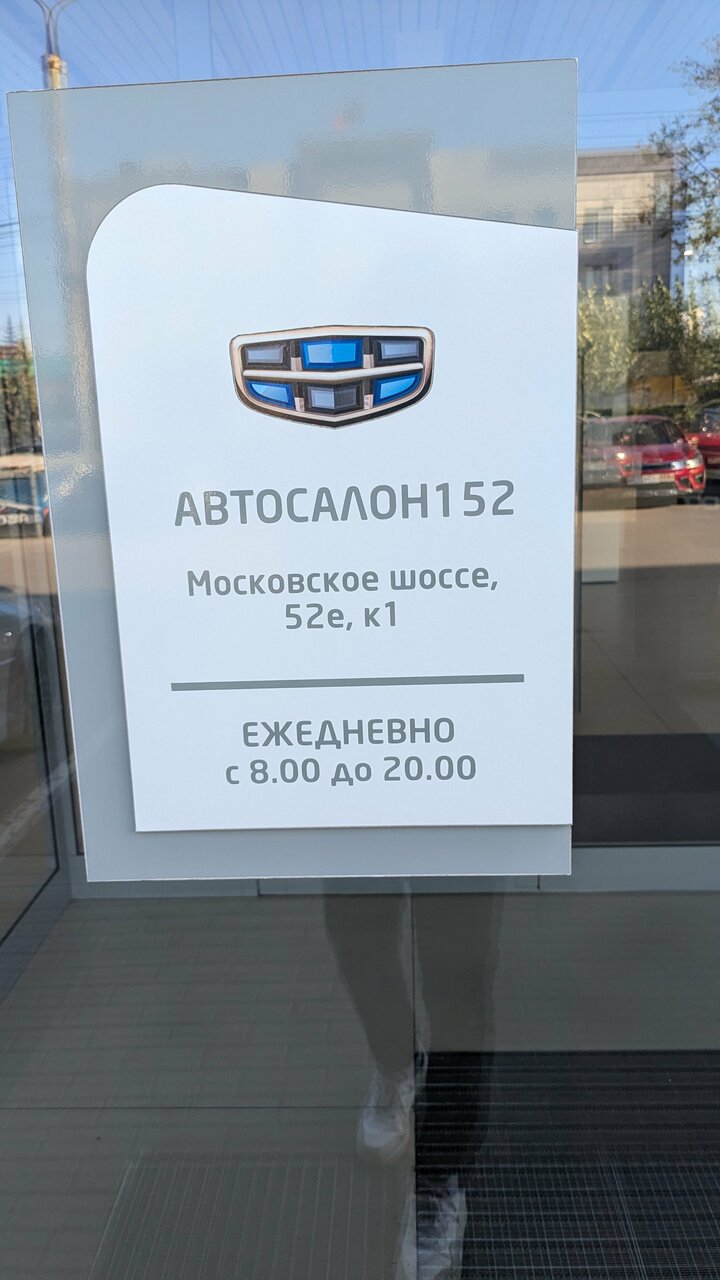 АВТОСАЛОН152
Московское шоссе,
52е, к1
ЕЖЕДНЕВНО
с 8.00 до 20.00